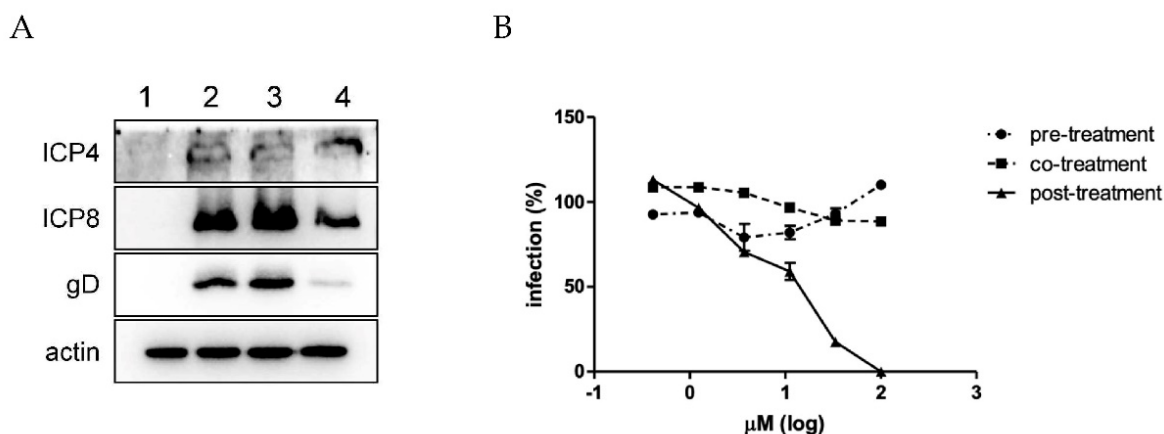 A
1 2 3 4
ICP4
ICP8
gD
actin
B
150
100
50
0
infection (%)
-1 0 1 2 3
μM (log)
pre-treatment
co-treatment
post-treatment